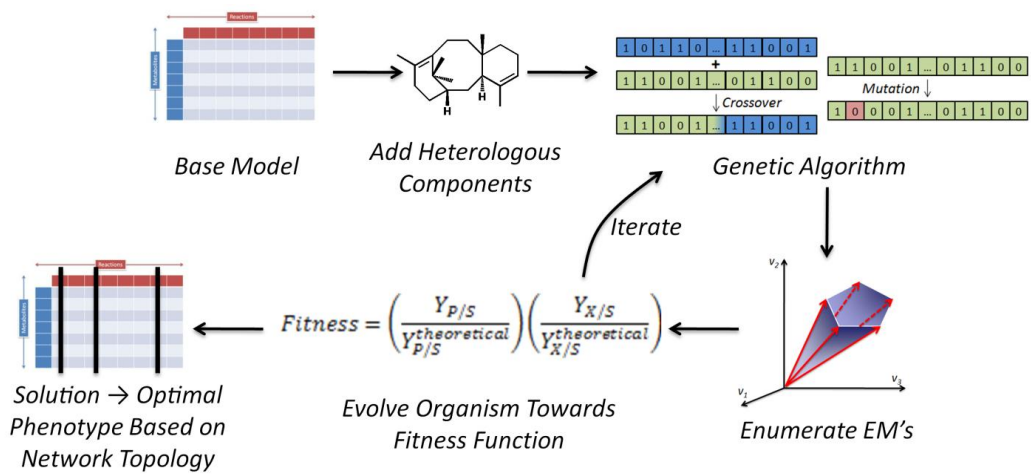 Reactions
Metabolites
Base Model
H
H
Add Heterologous
Components
1 0 1 1 0 ... 1 1 0 0 1
+
1 1 0 0 1 ... 0 1 1 0 0
Crossover
1 1 0 0 1 ... 1 1 0 0 1
1 1 0 0 1 ... 0 1 1 0 0
Mutation
1 0 0 0 1 ... 0 1 1 0 0
Genetic Algorithm
Iterate
Reactions
Metabolites
Solution → Optimal
Phenotype Based on
Network Topology
Fitness = (Y_{P/S} / Y_{P/S}^{theoretical}) (Y_{X/S} / Y_{X/S}^{theoretical})
Evolve Organism Towards
Fitness Function
v₂
v₁
v₃
Enumerate EM's